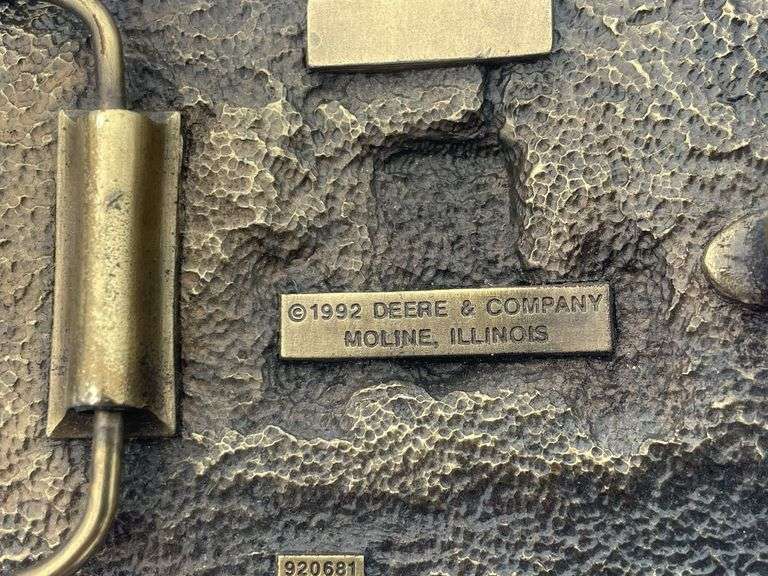 ©1992 DEERE & COMPANY
MOLINE, ILLINOIS
920681